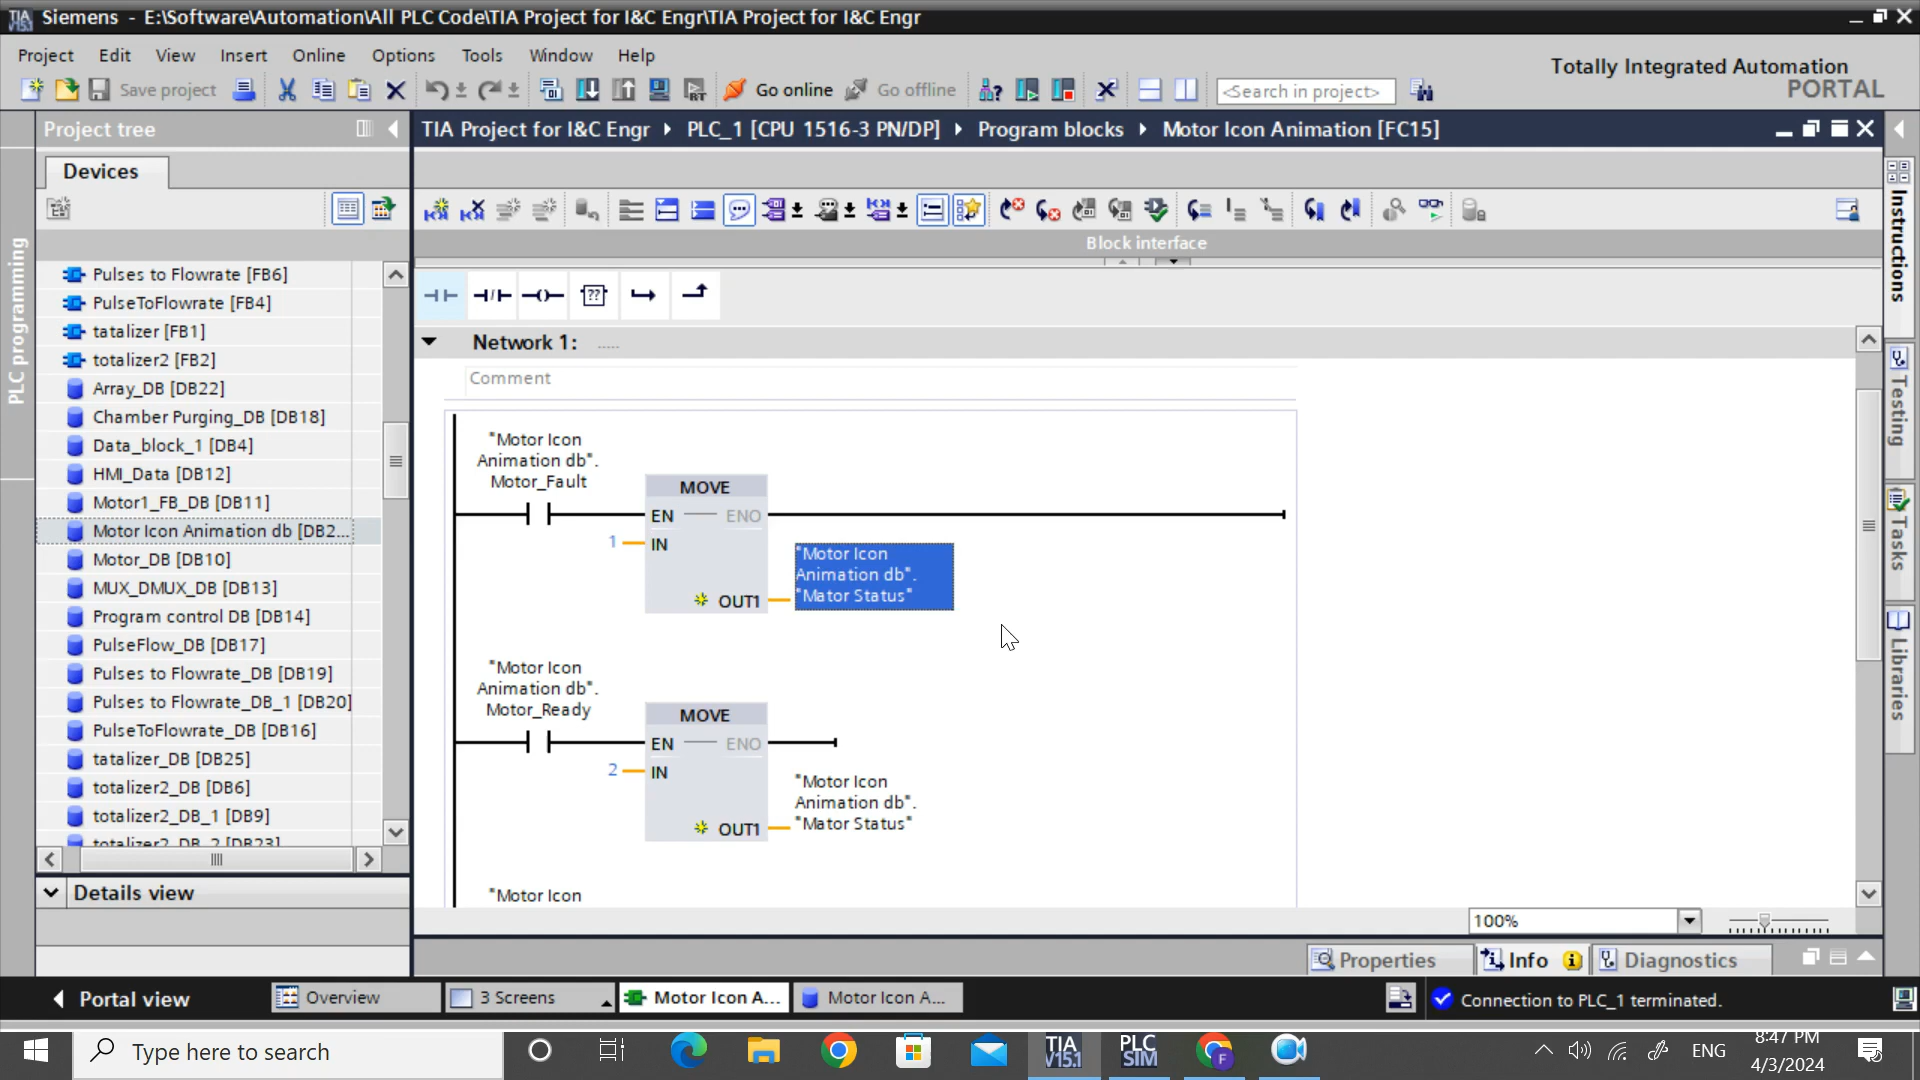 Siemens - E:\Software\Automation\All PLC Code\TIA Project for I&C Engr\TIA Project for I&C Engr
Project Edit View Insert Online Options Tools Window Help
Totally Integrated Automation
PORTAL
Save project
Go online
Go offline
<Search in project>
Project tree
TIA Project for I&C Engr
PLC_1 [CPU 1516-3 PN/DP]
Program blocks
Motor Icon Animation [FC15]
Devices
Block interface
PLC programming
Pulses to Flowrate [FB6]
PulseToFlowrate [FB4]
tatalizer [FB1]
totalizer2 [FB2]
Array_DB [DB22]
Chamber Purging_DB [DB18]
Data_block_1 [DB4]
HMI_Data [DB12]
Motor1_FB_DB [DB11]
Motor Icon Animation db [DB2...
Motor_DB [DB10]
MUX_DMUX_DB [DB13]
Program control DB [DB14]
PulseFlow_DB [DB17]
Pulses to Flowrate_DB [DB19]
Pulses to Flowrate_DB_1 [DB20]
PulseToFlowrate_DB [DB16]
tatalizer_DB [DB25]
totalizer2_DB [DB6]
totalizer2_DB_1 [DB9]
totalizer2_DB_2 [DB23]
Details view
??
Network 1: .....
Comment
"Motor Icon
Animation db".
Motor_Fault
MOVE
EN ENO
1 IN
OUT1
"Motor Icon
Animation db".
"Mator Status"
"Motor Icon
Animation db".
Motor_Ready
MOVE
EN ENO
2 IN
OUT1
"Motor Icon
Animation db".
"Mator Status"
"Motor Icon
Instructions
Testing
Tasks
Libraries
100%
Properties
Info
Diagnostics
Portal view
Overview
3 Screens
Motor Icon A...
Motor Icon A...
Connection to PLC_1 terminated.
Type here to search
TIA
V15.1
PLC
SIM
F
ENG
8:47 PM
4/3/2024